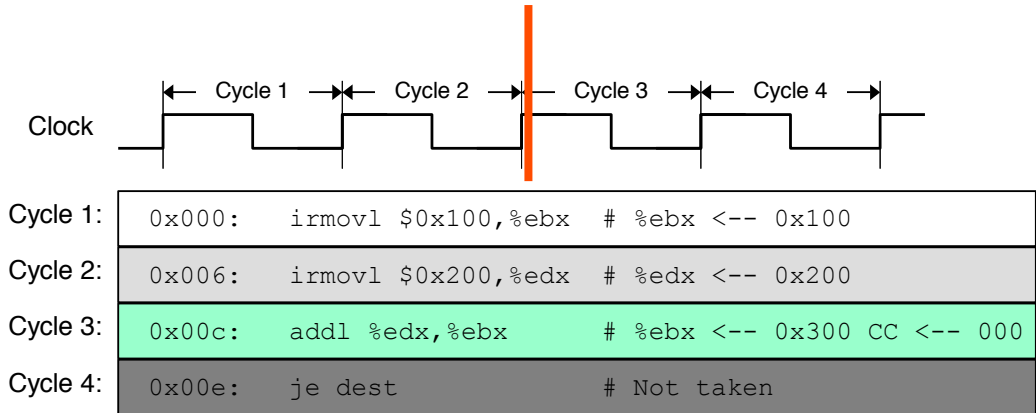 Cycle 1 Cycle 2 Cycle 3 Cycle 4
Clock
Cycle 1: 0x000: irmovl $0x100,%ebx # %ebx <-- 0x100
Cycle 2: 0x006: irmovl $0x200,%edx # %edx <-- 0x200
Cycle 3: 0x00c: addl %edx,%ebx # %ebx <-- 0x300 CC <-- 000
Cycle 4: 0x00e: je dest # Not taken